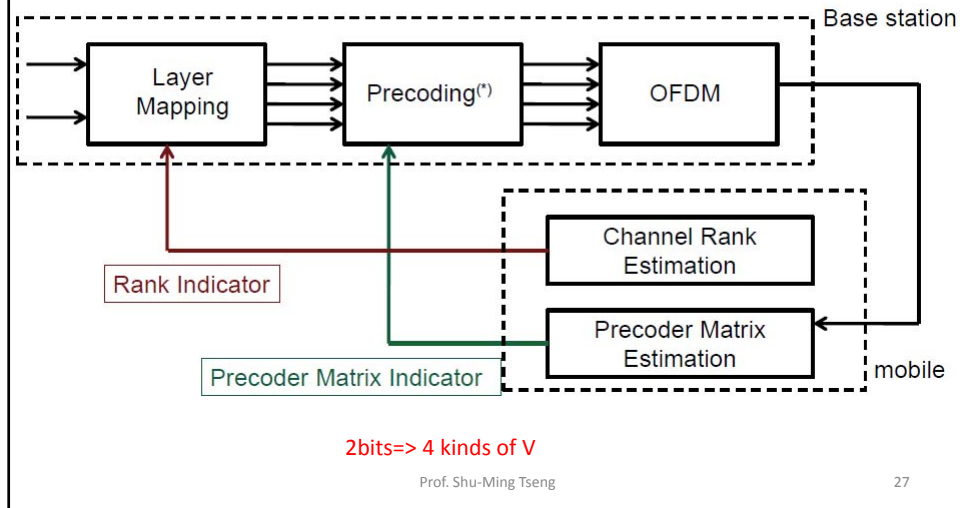 Base station
Layer
Mapping
Precoding(*)
OFDM
Channel Rank
Estimation
Rank Indicator
Precoder Matrix
Estimation
Precoder Matrix Indicator
mobile
2bits=> 4 kinds of V
Prof. Shu-Ming Tseng
27